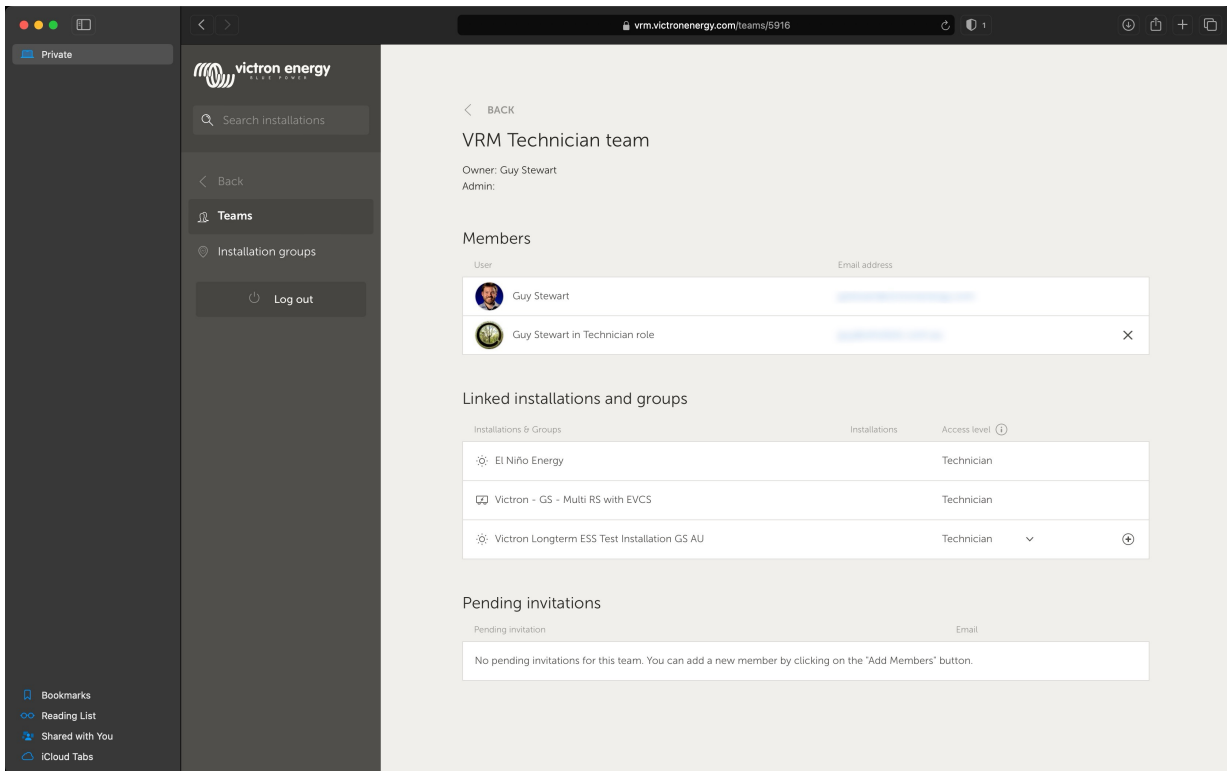 Private
vrm.victronenergy.com/teams/5916
1
victron energy
BLUE POWER
Search installations
Back
Teams
Installation groups
Log out
BACK
VRM Technician team
Owner: Guy Stewart
Admin:
Members
User Email address
Guy Stewart
Guy Stewart in Technician role
Linked installations and groups
Installations & Groups Installations Access level
El Niño Energy Technician
Victron - GS - Multi RS with EVCS Technician
Victron Longterm ESS Test Installation GS AU Technician
Pending invitations
Pending invitation Email
No pending invitations for this team. You can add a new member by clicking on the "Add Members" button.
Bookmarks
Reading List
Shared with You
iCloud Tabs